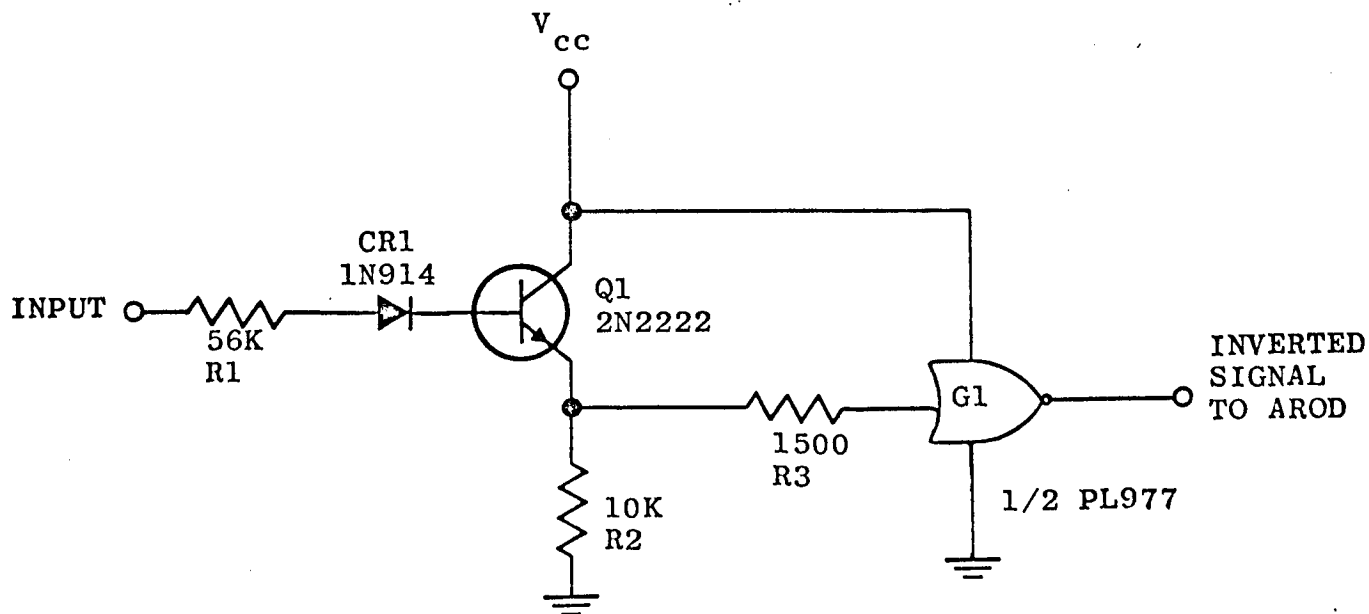 Vcc
CR1
1N914
INPUT
56K
R1
Q1
2N2222
10K
R2
1500
R3
G1
1/2 PL977
INVERTED
SIGNAL
TO AROD